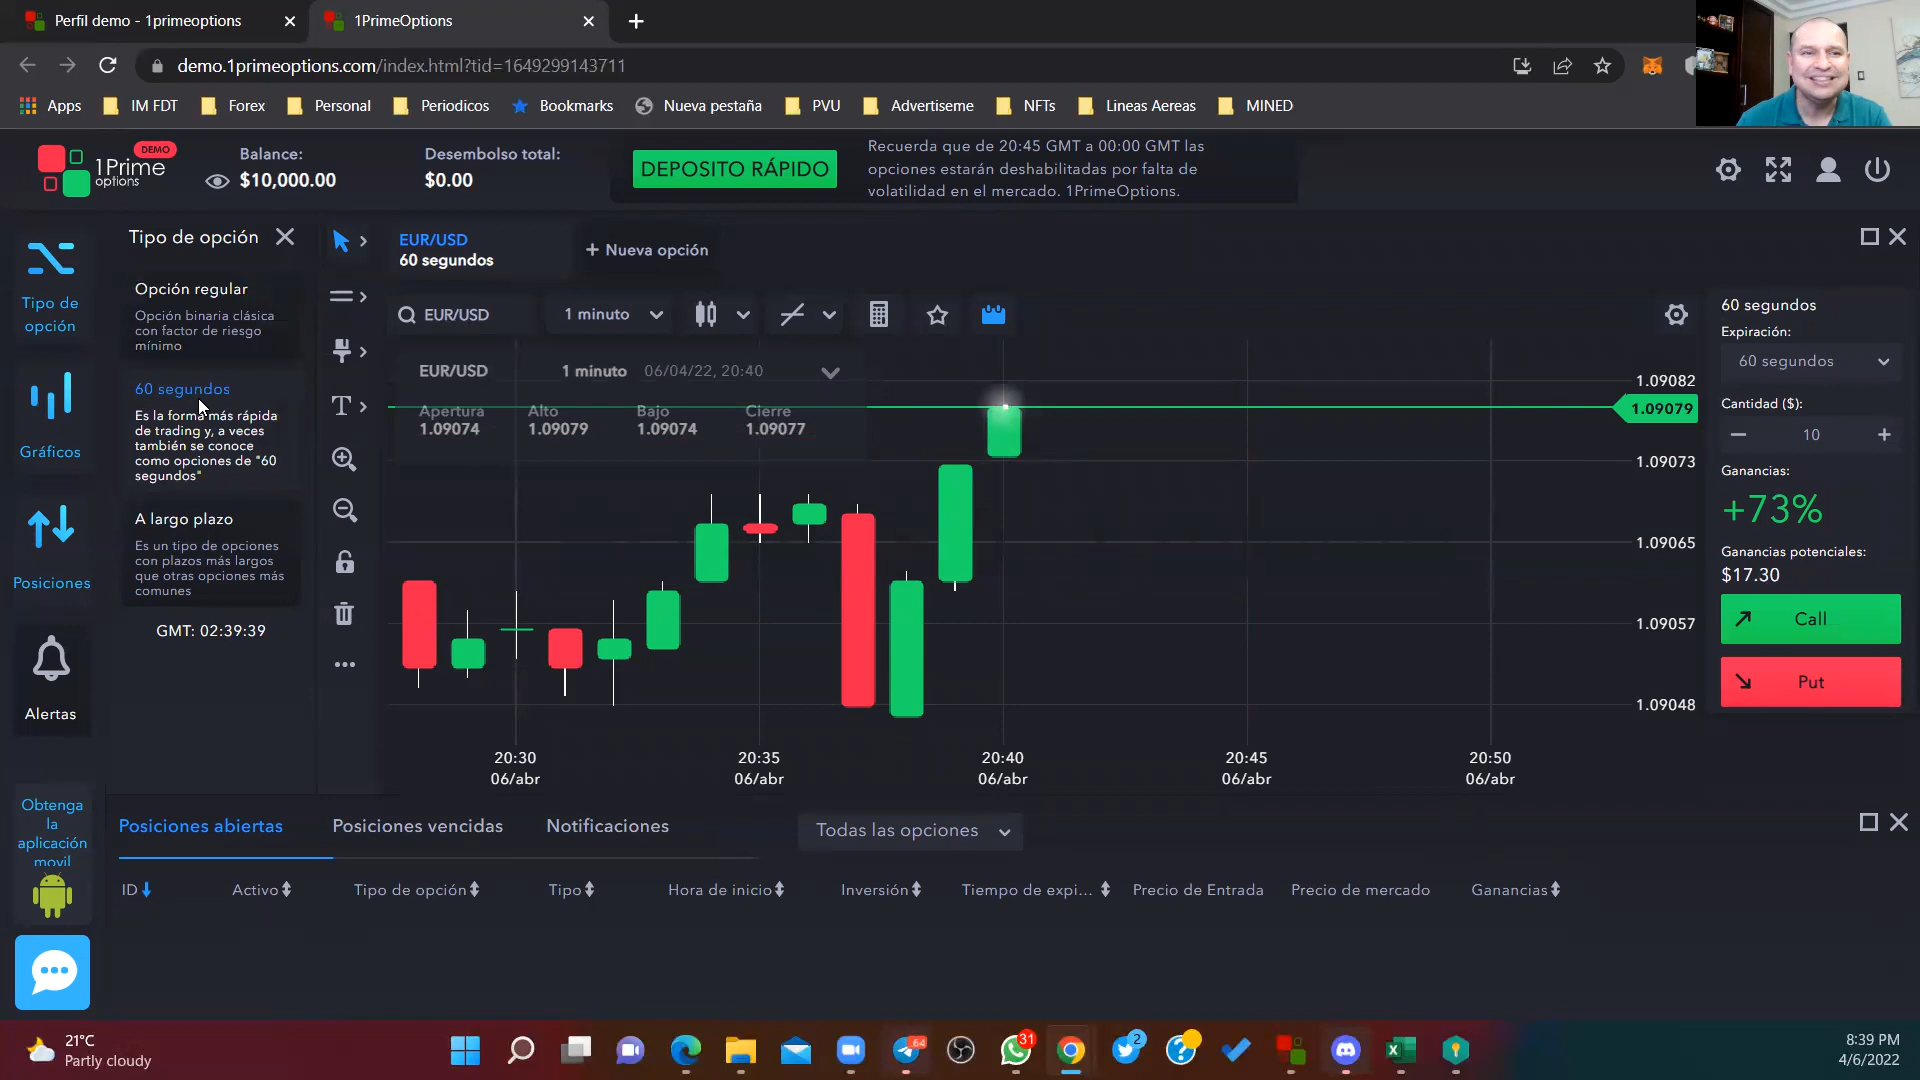 Perfil demo - 1primeoptions
1PrimeOptions
demo.1primeoptions.com/index.html?tid=1649299143711
Apps
IM FDT
Forex
Personal
Periodicos
Bookmarks
Nueva pestaña
PVU
Advertiseme
NFTs
Lineas Aereas
MINED
DEMO
1Prime
options
Balance:
$10,000.00
Desembolso total:
$0.00
DEPOSITO RÁPIDO
Recuerda que de 20:45 GMT a 00:00 GMT las
opciones estarán deshabilitadas por falta de
volatilidad en el mercado. 1PrimeOptions.
Tipo de
opción
Gráficos
Posiciones
Alertas
Obtenga
la
aplicación
movil
Tipo de opción
Opción regular
Opción binaria clásica
con factor de riesgo
mínimo
60 segundos
Es la forma más rápida
de trading y, a veces
también se conoce
como opciones de "60
segundos"
A largo plazo
Es un tipo de opciones
con plazos más largos
que otras opciones más
comunes
GMT: 02:39:39
T
EUR/USD
60 segundos
+ Nueva opción
EUR/USD
1 minuto
EUR/USD 1 minuto 06/04/22, 20:40
Apertura Alto Bajo Cierre
1.09074 1.09079 1.09074 1.09077
1.09082
1.09079
1.09073
1.09065
1.09057
1.09048
20:30 20:35 20:40 20:45 20:50
06/abr 06/abr 06/abr 06/abr 06/abr
60 segundos
Expiración:
60 segundos
Cantidad ($):
10
Ganancias:
+73%
Ganancias potenciales:
$17.30
Call
Put
Posiciones abiertas
Posiciones vencidas
Notificaciones
Todas las opciones
ID Activo Tipo de opción Tipo Hora de inicio Inversión Tiempo de expi... Precio de Entrada Precio de mercado Ganancias
21°C
Partly cloudy
64
31
2
8:39 PM
4/6/2022